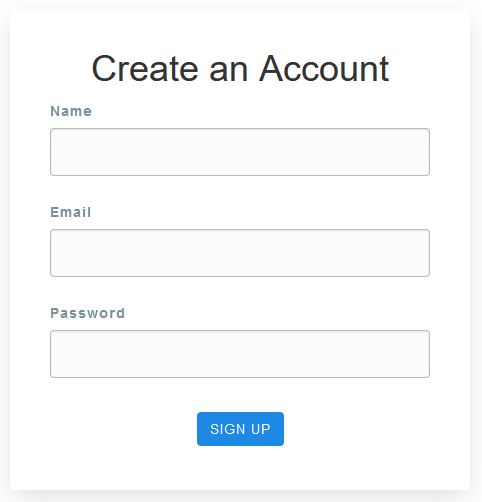 Create an Account
Name
Email
Password
SIGN UP